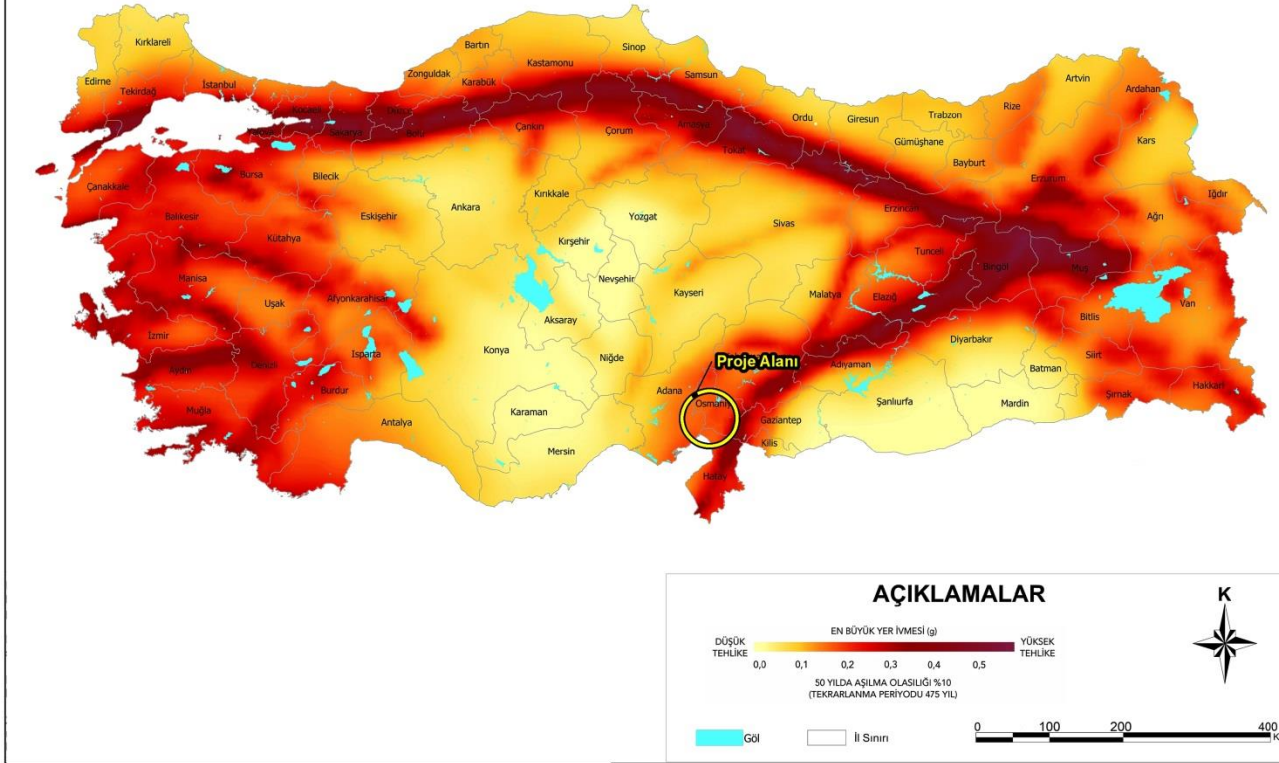 Kırklareli
Edirne
Tekirdağ
İstanbul
Kocaeli
Yalova
Sakarya
Düzce
Bolu
Zonguldak
Bartın
Karabük
Kastamonu
Sinop
Samsun
Çankırı
Çorum
Amasya
Tokat
Ordu
Giresun
Trabzon
Gümüşhane
Bayburt
Rize
Artvin
Ardahan
Kars
Iğdır
Erzurum
Ağrı
Çanakkale
Bursa
Bilecik
Balıkesir
Eskişehir
Kütahya
Ankara
Kırıkkale
Yozgat
Kırşehir
Sivas
Erzincan
Tunceli
Bingöl
Muş
Manisa
Uşak
Afyonkarahisar
Nevşehir
Kayseri
Malatya
Elazığ
Bitlis
Van
İzmir
Aydın
Denizli
Isparta
Burdur
Konya
Aksaray
Niğde
Diyarbakır
Batman
Siirt
Şırnak
Hakkari
Proje Alanı
Adana
Osmaniy
Adıyaman
Şanlıurfa
Mardin
Muğla
Antalya
Karaman
Mersin
Gaziantep
Kilis
Hatay
AÇIKLAMALAR
K
EN BÜYÜK YER İVMESİ (g)
DÜŞÜK
TEHLİKE
YÜKSEK
TEHLİKE
0,0 0,1 0,2 0,3 0,4 0,5
50 YILDA AŞILMA OLASILIĞI %10
(TEKRARLANMA PERİYODU 475 YIL)
Göl
İl Sınırı
0 100 200 400
K